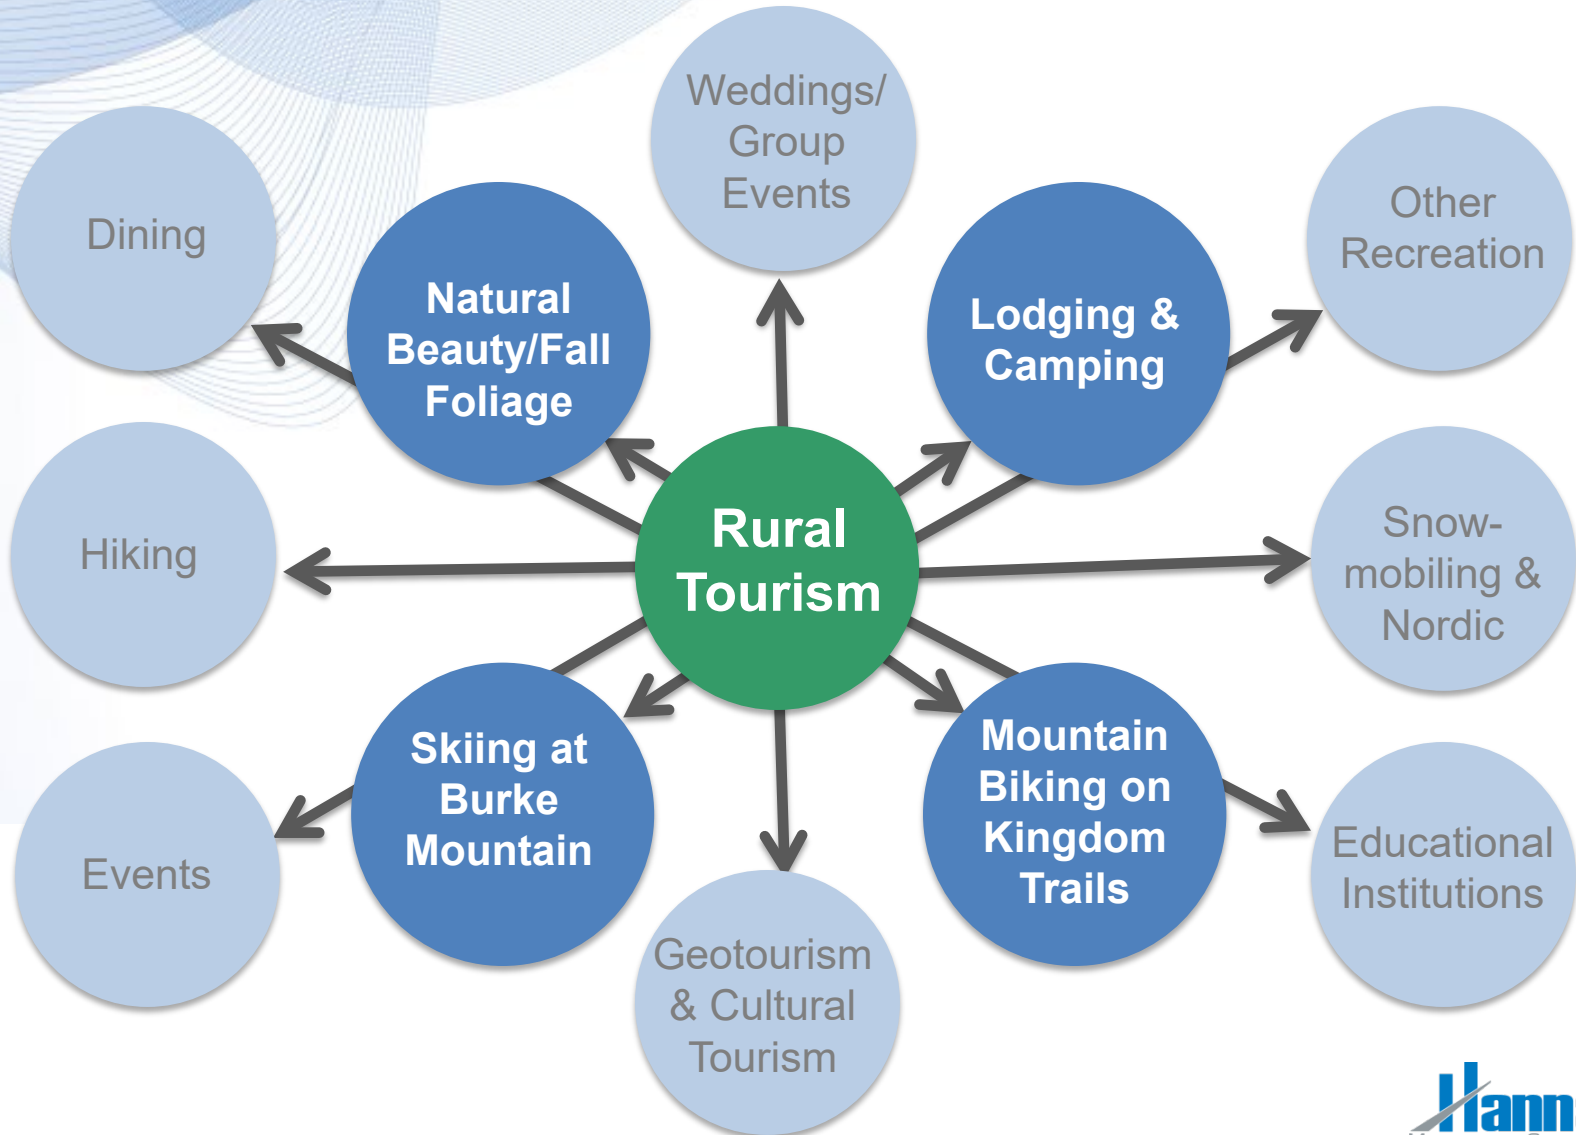 Weddings/
Group
Events
Dining
Natural
Beauty/Fall
Foliage
Lodging &
Camping
Other
Recreation
Hiking
Rural
Tourism
Snow-
mobiling &
Nordic
Events
Skiing at
Burke
Mountain
Mountain
Biking on
Kingdom
Trails
Educational
Institutions
Geotourism
& Cultural
Tourism
Hann